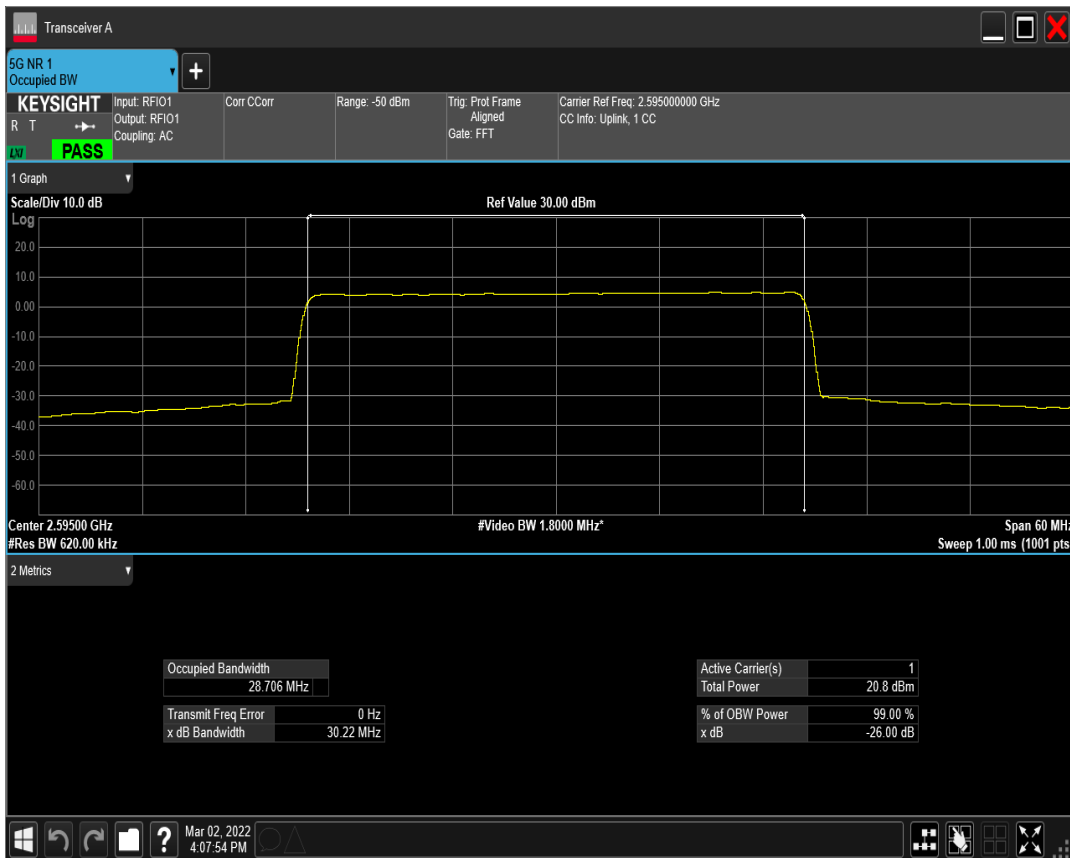 Transceiver A
5G NR 1
Occupied BW
+
KEYSIGHT
R T
LXI
PASS
Input: RFIO1
Output: RFIO1
Coupling: AC
Corr CCorr
Range: -50 dBm
Trig: Prot Frame
Aligned
Gate: FFT
Carrier Ref Freq: 2.595000000 GHz
CC Info: Uplink, 1 CC
1 Graph
Scale/Div 10.0 dB
Ref Value 30.00 dBm
Log
20.0
10.0
0.00
-10.0
-20.0
-30.0
-40.0
-50.0
-60.0
Center 2.59500 GHz
#Video BW 1.8000 MHz*
Span 60 MHz
#Res BW 620.00 kHz
Sweep 1.00 ms (1001 pts
2 Metrics
Occupied Bandwidth
28.706 MHz
Transmit Freq Error 0 Hz
x dB Bandwidth 30.22 MHz
Active Carrier(s) 1
Total Power 20.8 dBm
% of OBW Power 99.00 %
x dB -26.00 dB
?
Mar 02, 2022
4:07:54 PM